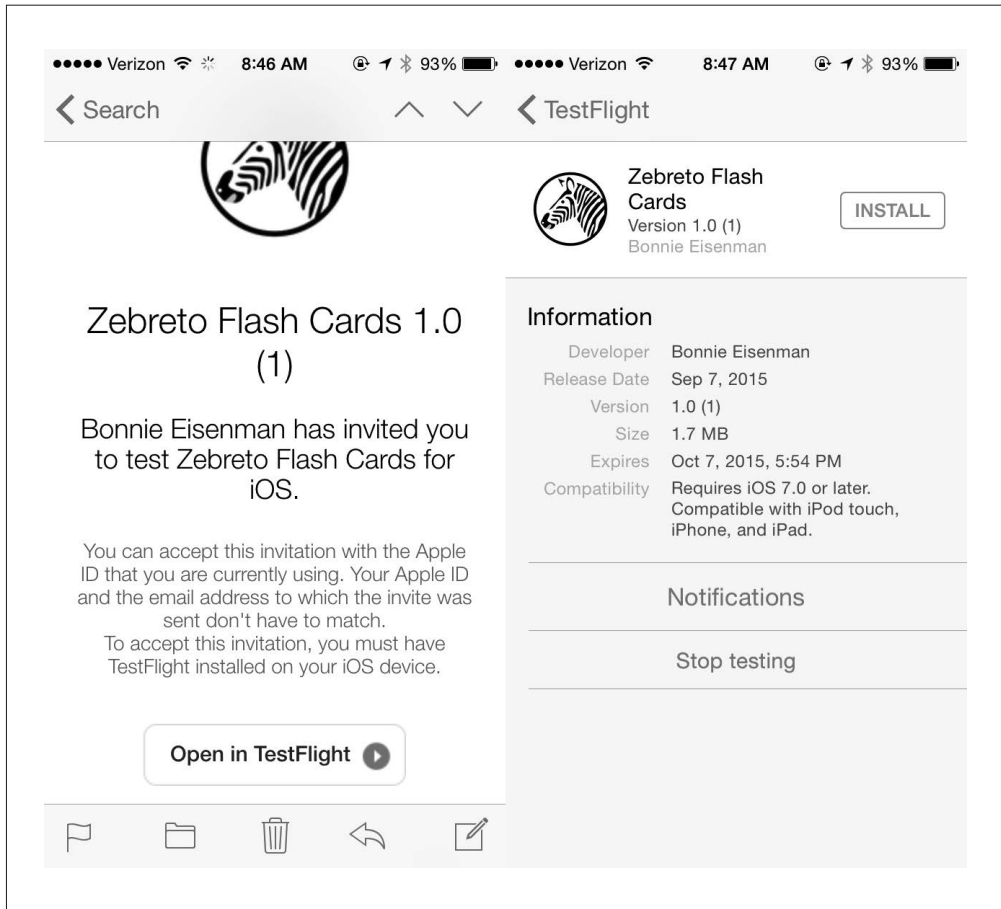 Verizon 8:46 AM 93%
Search
Zebreto Flash Cards 1.0
(1)
Bonnie Eisenman has invited you
to test Zebreto Flash Cards for
iOS.
You can accept this invitation with the Apple
ID that you are currently using. Your Apple ID
and the email address to which the invite was
sent don't have to match.
To accept this invitation, you must have
TestFlight installed on your iOS device.
Open in TestFlight
Verizon 8:47 AM 93%
TestFlight
Zebreto Flash
Cards
Version 1.0 (1)
Bonnie Eisenman
INSTALL
Information
Developer Bonnie Eisenman
Release Date Sep 7, 2015
Version 1.0 (1)
Size 1.7 MB
Expires Oct 7, 2015, 5:54 PM
Compatibility Requires iOS 7.0 or later.
Compatible with iPod touch,
iPhone, and iPad.
Notifications
Stop testing